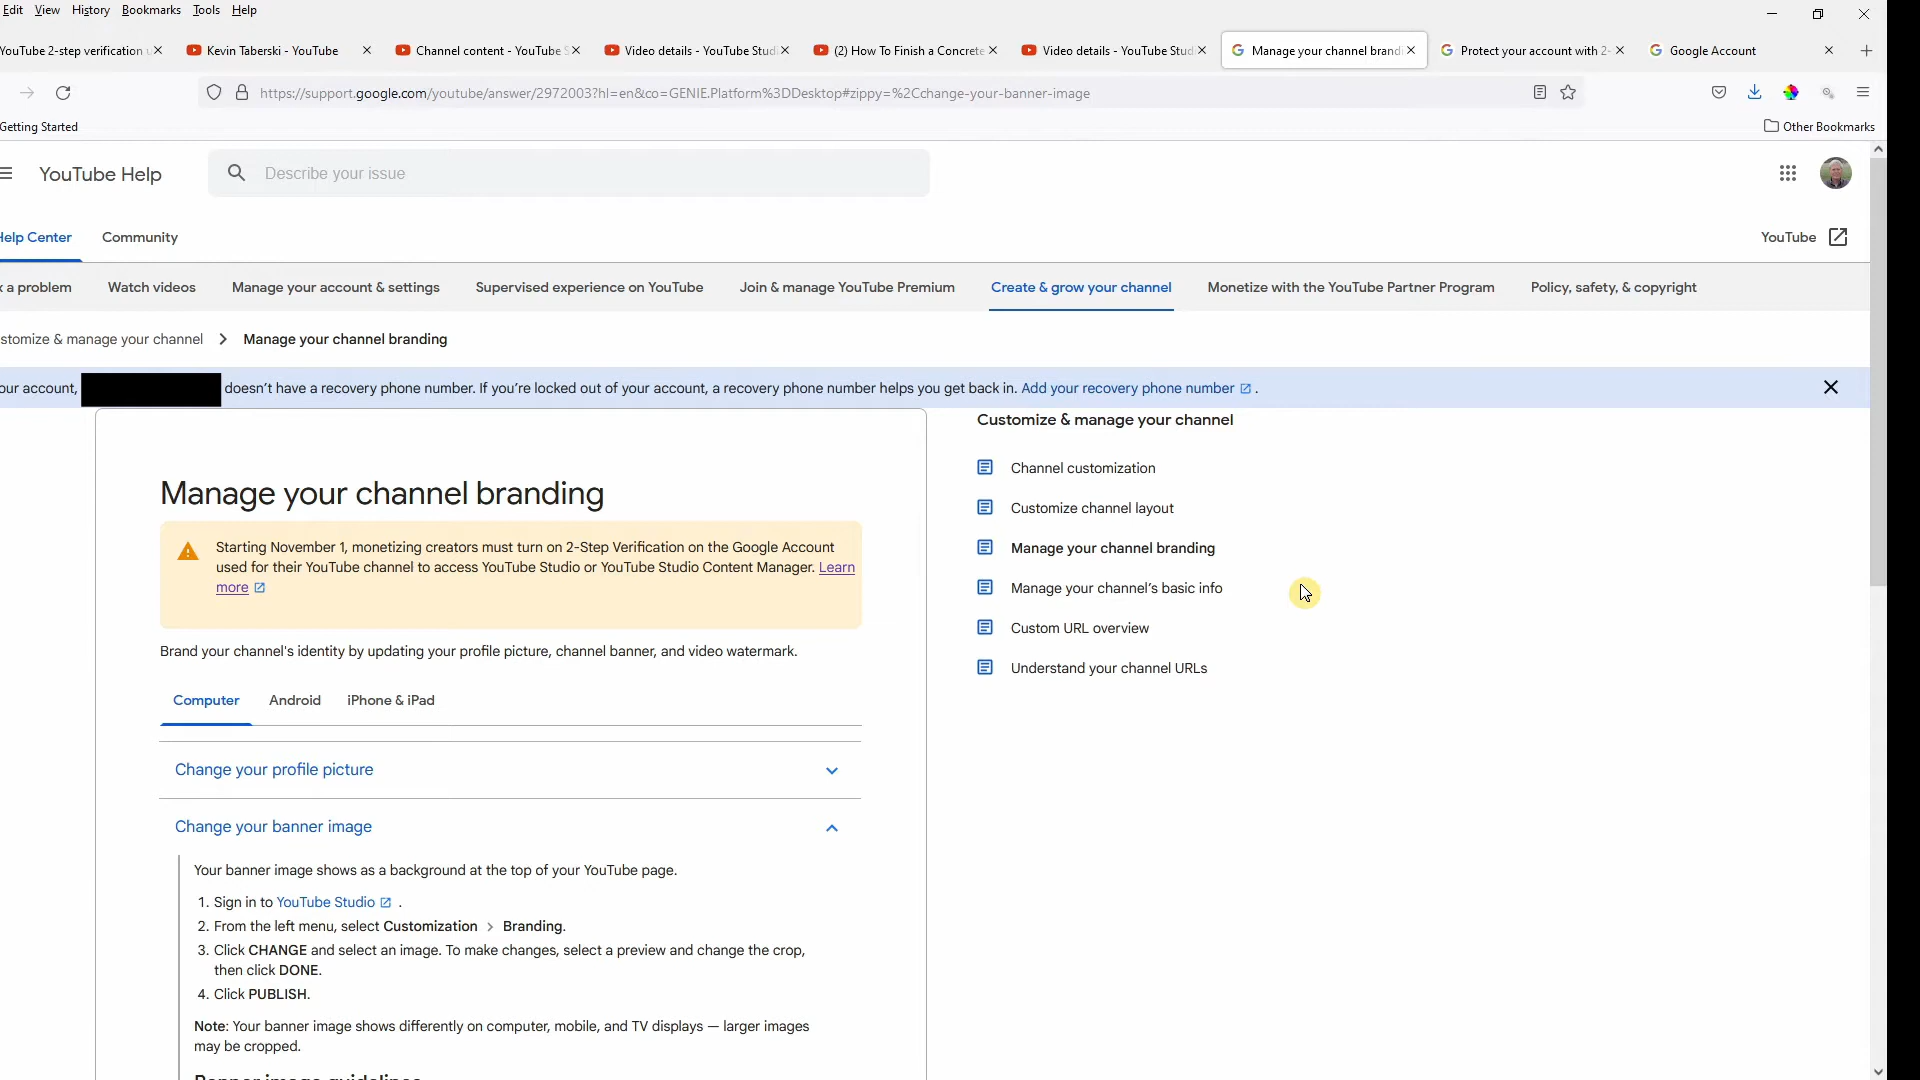 Edit View History Bookmarks Tools Help
YouTube 2-step verification
Kevin Taberski - YouTube
Channel content - YouTube S
Video details - YouTube Stud
(2) How To Finish a Concrete
Video details - YouTube Stud
Manage your channel brandi
Protect your account with 2-
Google Account
https://support.google.com/youtube/answer/2972003?hl=en&co=GENIE.Platform%3DDesktop#zippy=%2Cchange-your-banner-image
Getting Started
Other Bookmarks
YouTube Help
Describe your issue
Help Center
Community
YouTube
x a problem
Watch videos
Manage your account & settings
Supervised experience on YouTube
Join & manage YouTube Premium
Create & grow your channel
Monetize with the YouTube Partner Program
Policy, safety, & copyright
stomize & manage your channel > Manage your channel branding
our account, doesn't have a recovery phone number. If you're locked out of your account, a recovery phone number helps you get back in. Add your recovery phone number .
Manage your channel branding
Starting November 1, monetizing creators must turn on 2-Step Verification on the Google Account
used for their YouTube channel to access YouTube Studio or YouTube Studio Content Manager. Learn
more
Brand your channel's identity by updating your profile picture, channel banner, and video watermark.
Computer
Android
iPhone & iPad
Change your profile picture
Change your banner image
Your banner image shows as a background at the top of your YouTube page.
1. Sign in to YouTube Studio .
2. From the left menu, select Customization > Branding.
3. Click CHANGE and select an image. To make changes, select a preview and change the crop,
then click DONE.
4. Click PUBLISH.
Note: Your banner image shows differently on computer, mobile, and TV displays — larger images
may be cropped.
Banner image guidelines
Customize & manage your channel
Channel customization
Customize channel layout
Manage your channel branding
Manage your channel's basic info
Custom URL overview
Understand your channel URLs